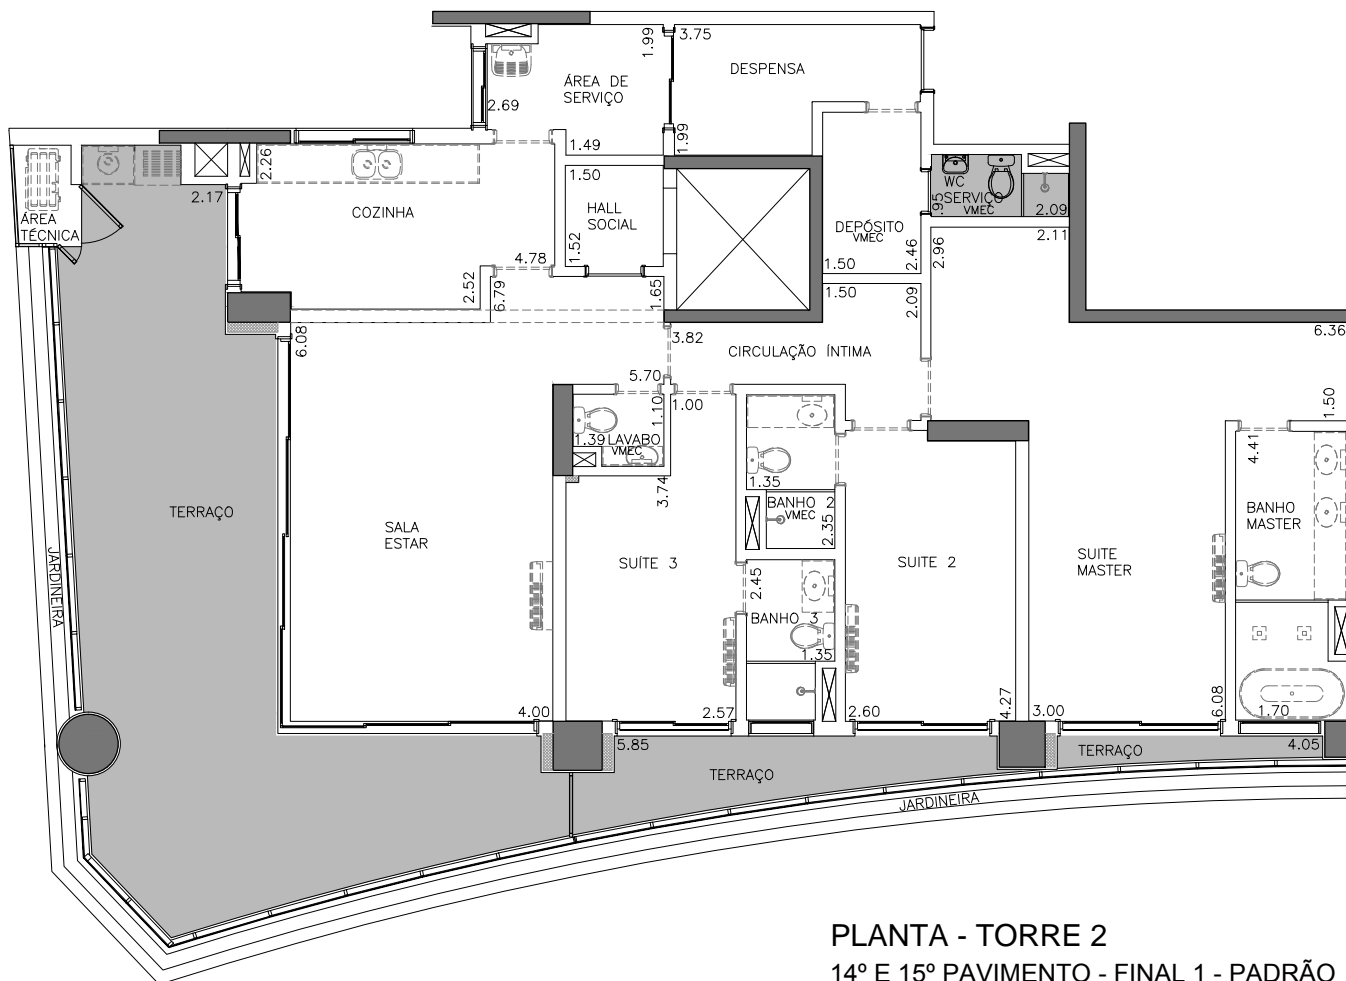 1.99
3.75
DESPENSA
ÁREA DE
SERVIÇO
2.69
1.49
1.99
2.26
1.50
2.17
COZINHA
HALL
SOCIAL
1.52
4.78
ÁREA
TÉCNICA
WC
SERVIÇO
VMEC
.95
2.09
2.11
DEPÓSITO
VMEC
2.46
2.96
1.50
1.50
2.09
2.52
6.79
1.65
6.08
3.82
CIRCULAÇÃO ÍNTIMA
6.36
5.70
1.00
1.10
1.39
LAVABO
VMEC
3.74
1.50
4.41
1.35
BANHO 2
VMEC
2.35
TERRAÇO
SALA
ESTAR
SUÍTE 3
SUITE 2
SUITE
MASTER
BANHO
MASTER
JARDINEIRA
2.45
BANHO 3
1.35
4.00
2.57
2.60
4.27
3.00
6.08
1.70
5.85
TERRAÇO
TERRAÇO
4.05
JARDINEIRA
PLANTA - TORRE 2
14º E 15º PAVIMENTO - FINAL 1 - PADRÃO